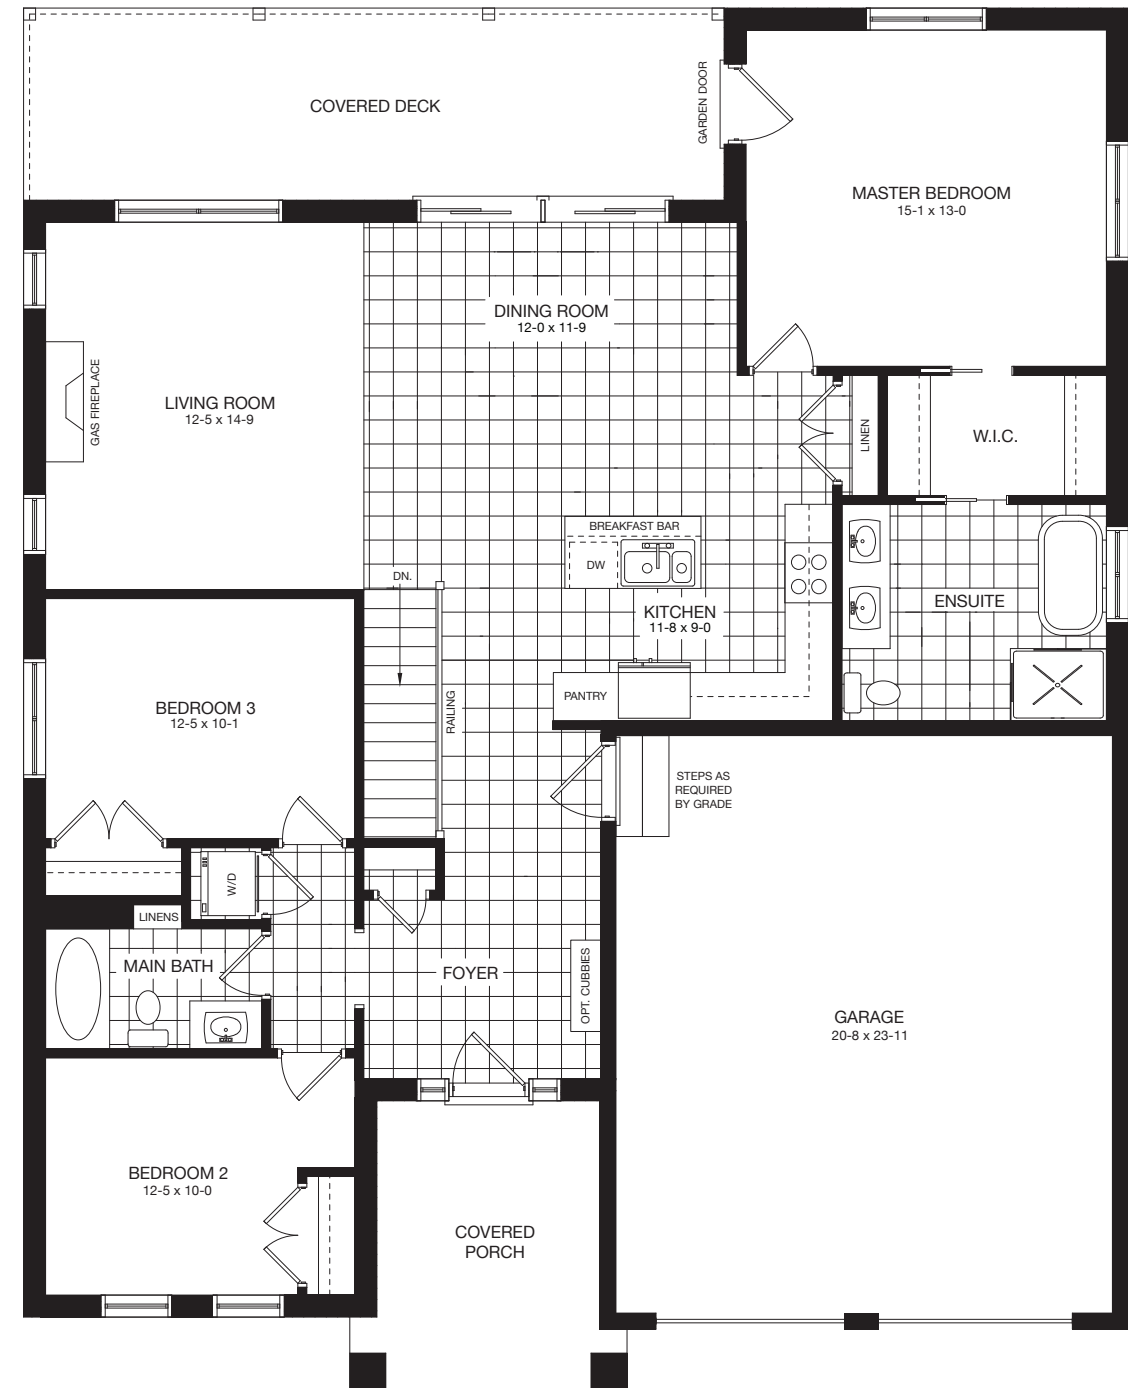 COVERED DECK
GARDEN DOOR
MASTER BEDROOM
15-1 x 13-0
DINING ROOM
12-0 x 11-9
GAS FIREPLACE
LIVING ROOM
12-5 x 14-9
LINEN
W.I.C.
BREAKFAST BAR
DW
DN.
KITCHEN
11-8 x 9-0
ENSUITE
BEDROOM 3
12-5 x 10-1
RAILING
PANTRY
STEPS AS
REQUIRED
BY GRADE
W/D
LINENS
MAIN BATH
FOYER
OPT. CUBBIES
GARAGE
20-8 x 23-11
BEDROOM 2
12-5 x 10-0
COVERED
PORCH